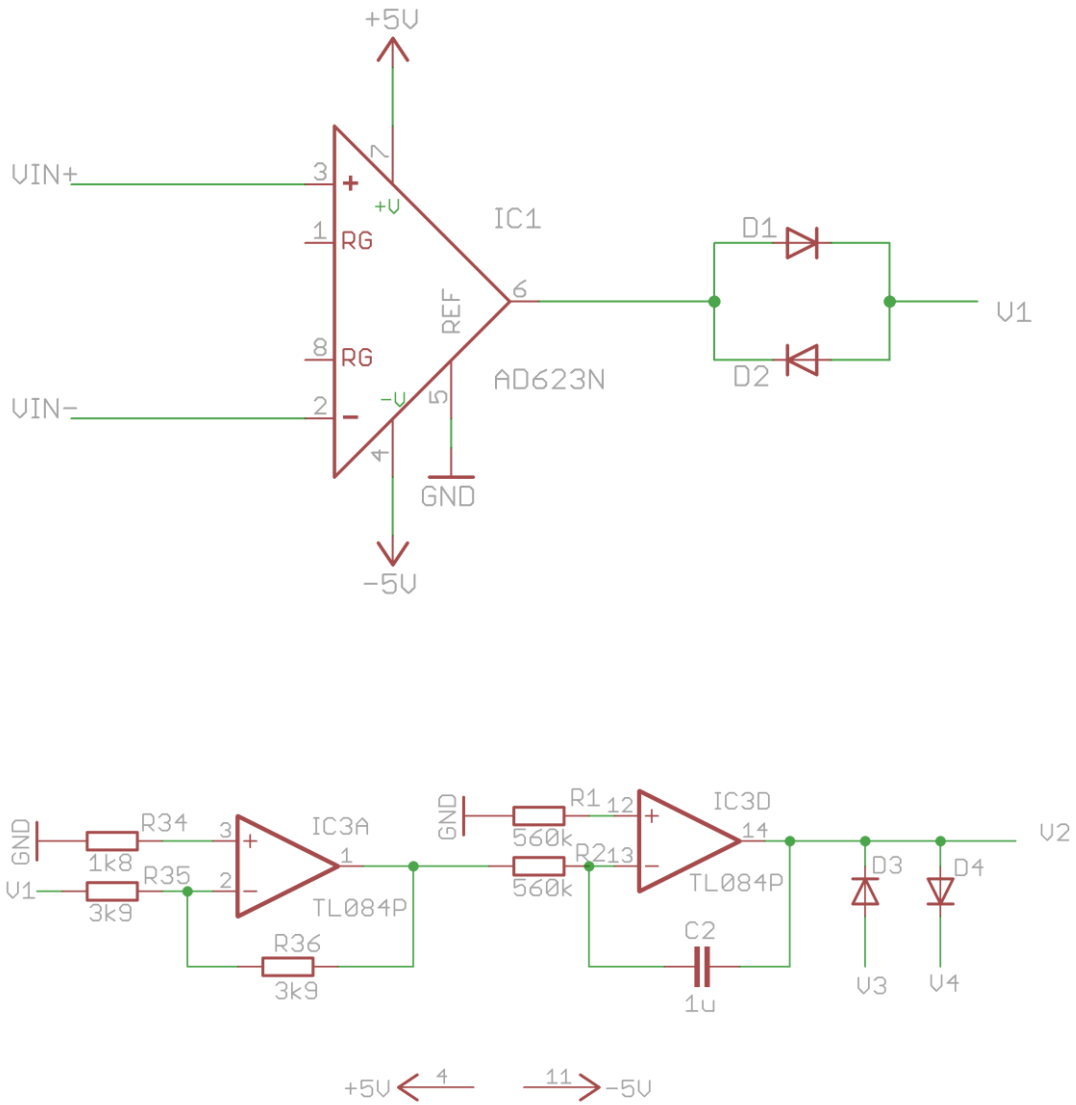 +5V
VIN+
3
+
7
+V
IC1
1
RG
D1
6
REF
V1
8
RG
AD623N
D2
VIN-
2
-
-V
5
4
GND
-5V
GND
R34
1k8
3
+
IC3A
1
V1
R35
3k9
2
-
TL084P
R36
3k9
GND
R1
560k
12
+
IC3D
14
R2
560k
13
-
TL084P
C2
1u
V2
D3
D4
V3
V4
+5V
4
11
-5V